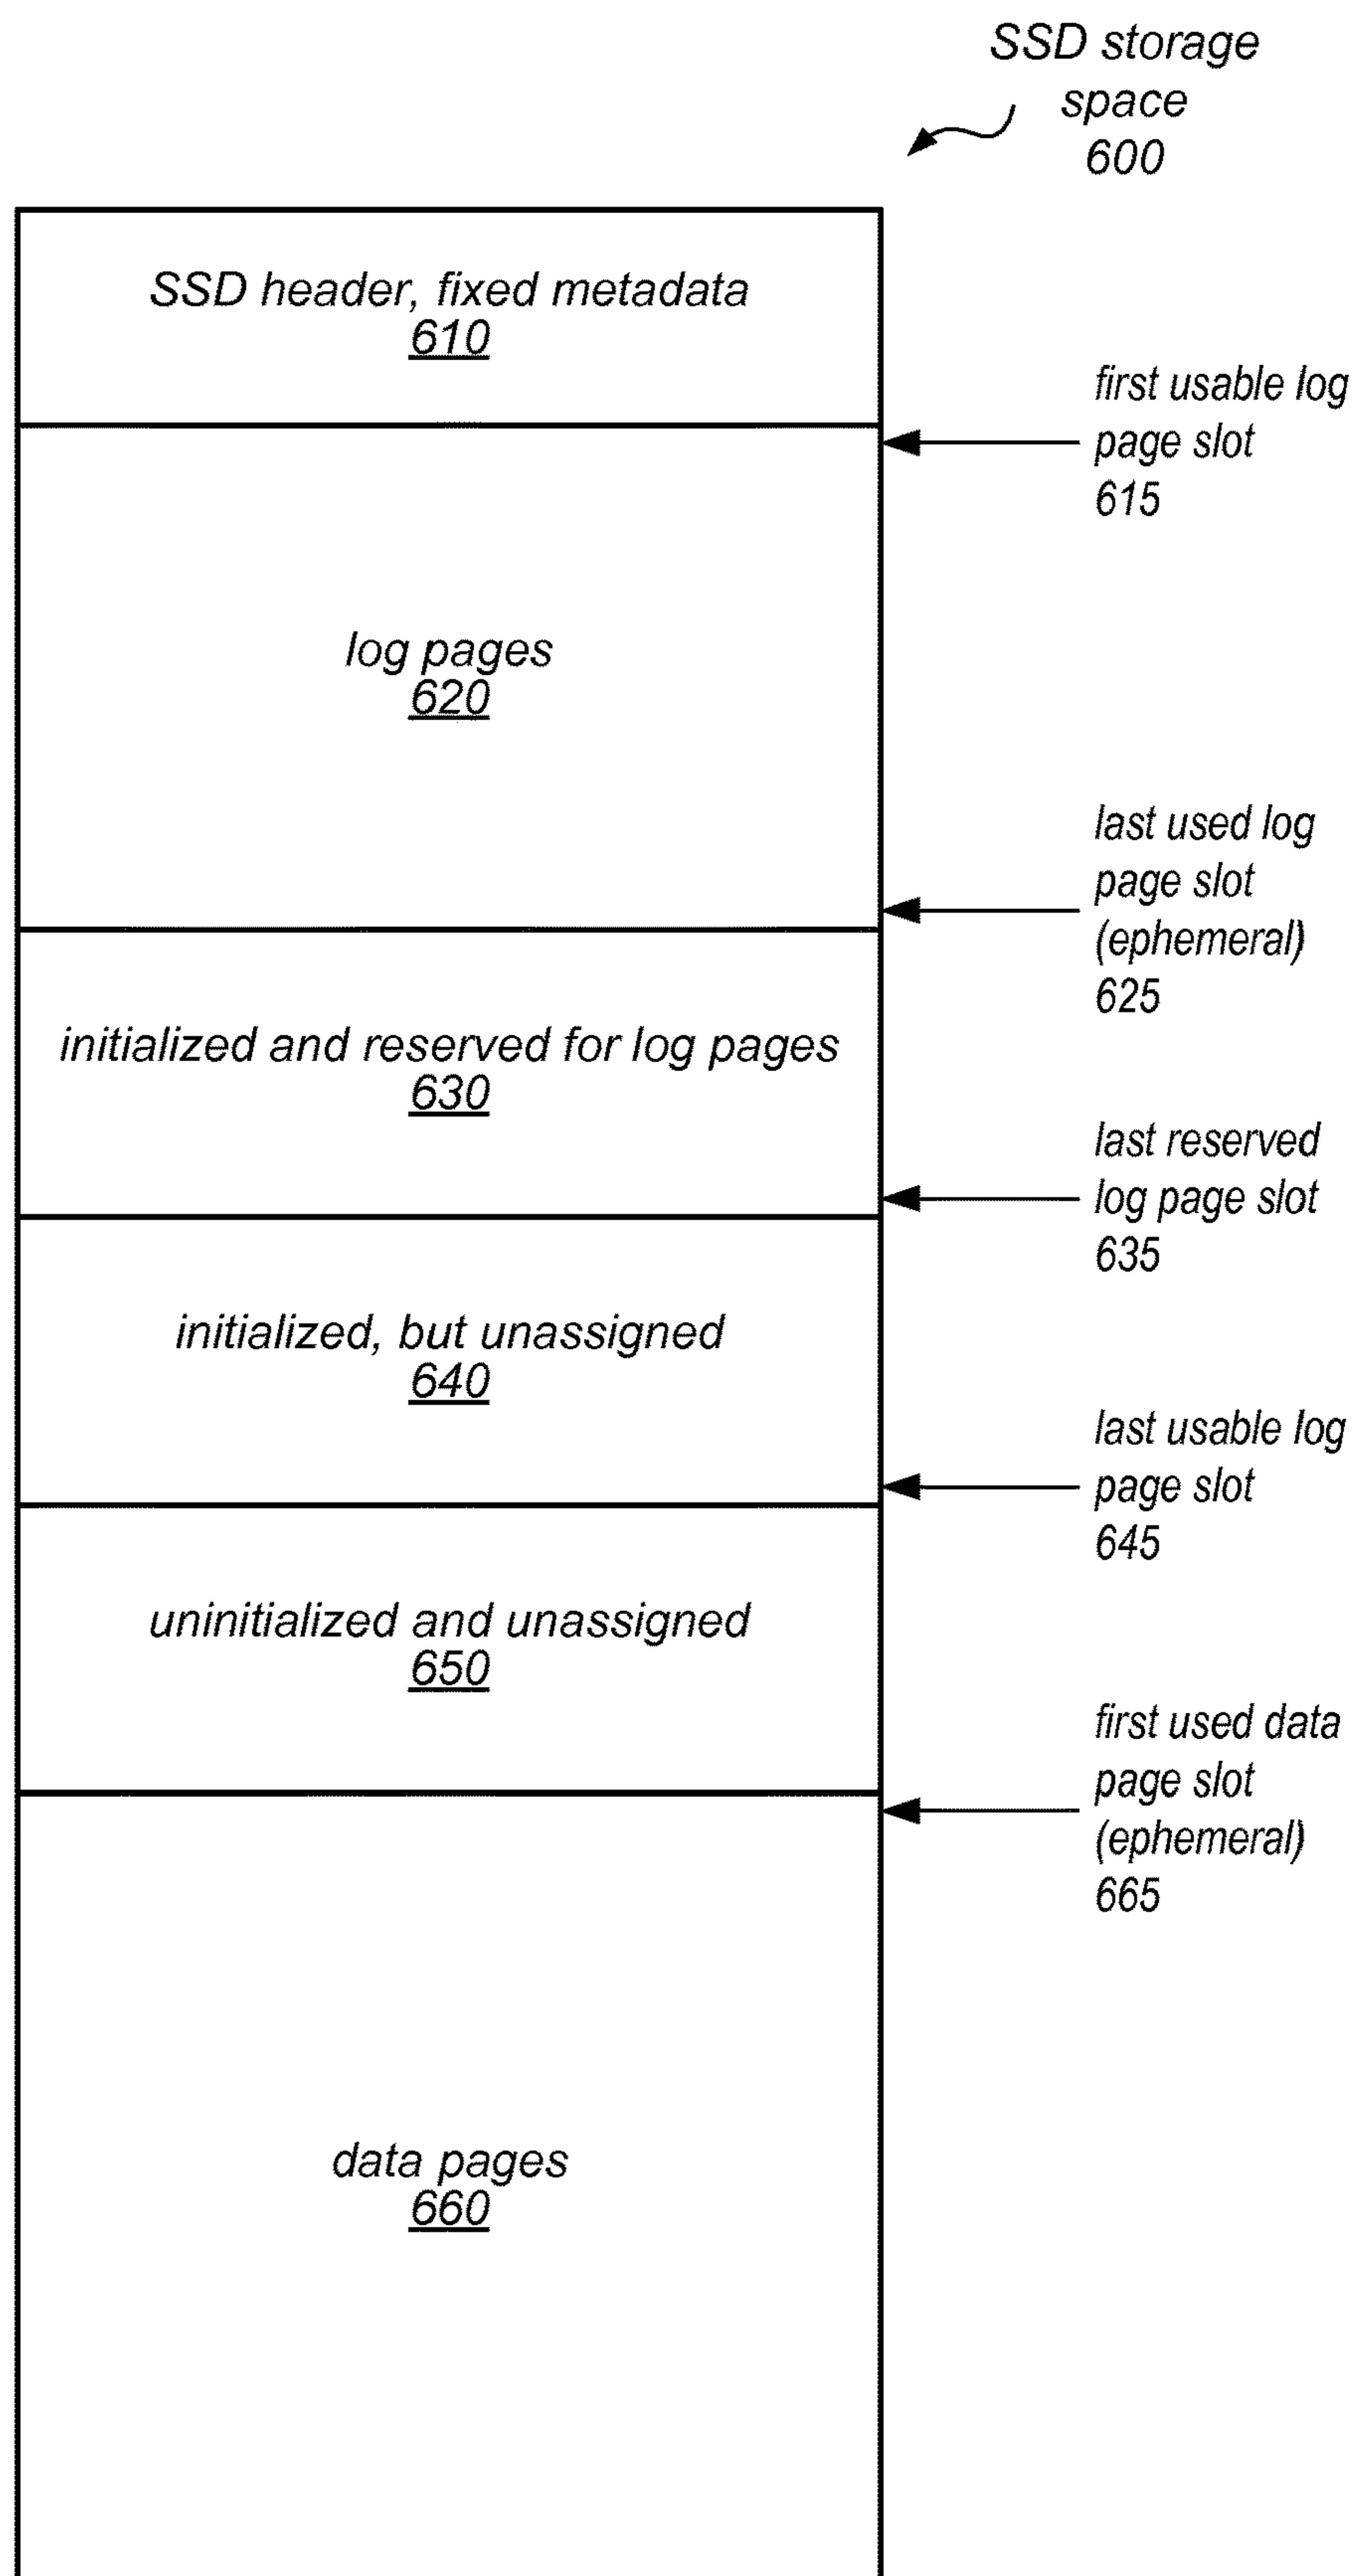 SSD storage
space
600
SSD header, fixed metadata
610
first usable log
page slot
615
log pages
620
last used log
page slot
(ephemeral)
625
initialized and reserved for log pages
630
last reserved
log page slot
635
initialized, but unassigned
640
last usable log
page slot
645
uninitialized and unassigned
650
first used data
page slot
(ephemeral)
665
data pages
660